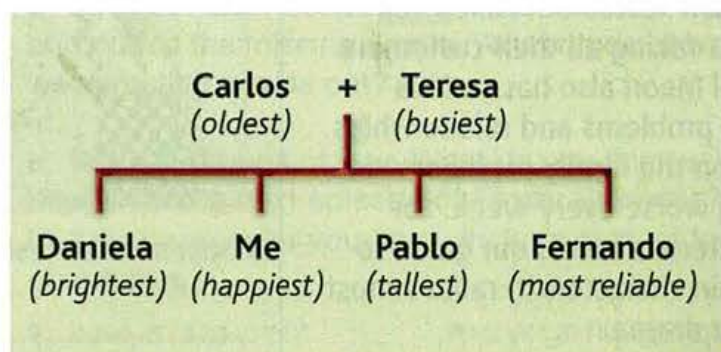 Carlos + Teresa
(oldest) (busiest)
Daniela Me Pablo Fernando
(brightest) (happiest) (tallest) (most reliable)